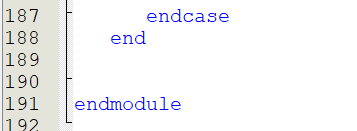 187 endcase
188 end
189
190
191 endmodule
192